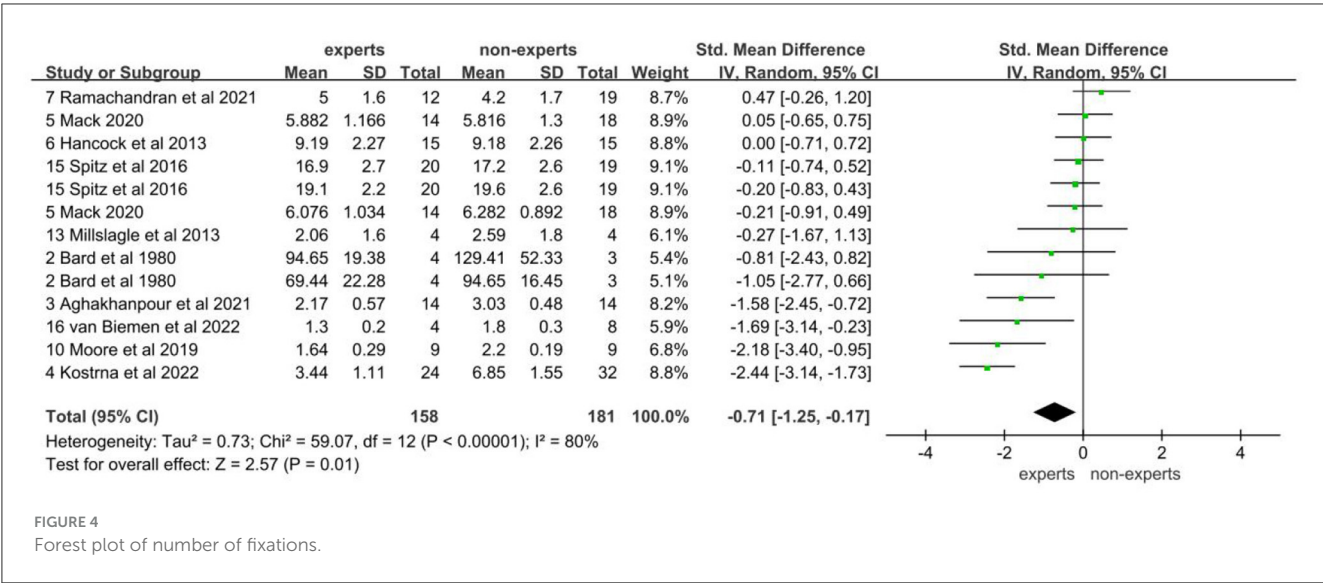 experts non-experts Std. Mean Difference Std. Mean Difference
Study or Subgroup Mean SD Total Mean SD Total Weight IV, Random, 95% CI IV, Random, 95% CI
7 Ramachandran et al 2021 5 1.6 12 4.2 1.7 19 8.7% 0.47 [-0.26, 1.20]
5 Mack 2020 5.882 1.166 14 5.816 1.3 18 8.9% 0.05 [-0.65, 0.75]
6 Hancock et al 2013 9.19 2.27 15 9.18 2.26 15 8.8% 0.00 [-0.71, 0.72]
15 Spitz et al 2016 16.9 2.7 20 17.2 2.6 19 9.1% -0.11 [-0.74, 0.52]
15 Spitz et al 2016 19.1 2.2 20 19.6 2.6 19 9.1% -0.20 [-0.83, 0.43]
5 Mack 2020 6.076 1.034 14 6.282 0.892 18 8.9% -0.21 [-0.91, 0.49]
13 Millslagle et al 2013 2.06 1.6 4 2.59 1.8 4 6.1% -0.27 [-1.67, 1.13]
2 Bard et al 1980 94.65 19.38 4 129.41 52.33 3 5.4% -0.81 [-2.43, 0.82]
2 Bard et al 1980 69.44 22.28 4 94.65 16.45 3 5.1% -1.05 [-2.77, 0.66]
3 Aghakhanpour et al 2021 2.17 0.57 14 3.03 0.48 14 8.2% -1.58 [-2.45, -0.72]
16 van Biemen et al 2022 1.3 0.2 4 1.8 0.3 8 5.9% -1.69 [-3.14, -0.23]
10 Moore et al 2019 1.64 0.29 9 2.2 0.19 9 6.8% -2.18 [-3.40, -0.95]
4 Kostrna et al 2022 3.44 1.11 24 6.85 1.55 32 8.8% -2.44 [-3.14, -1.73]
Total (95% CI) 158 181 100.0% -0.71 [-1.25, -0.17]
Heterogeneity: Tau² = 0.73; Chi² = 59.07, df = 12 (P < 0.00001); I² = 80%
Test for overall effect: Z = 2.57 (P = 0.01)
-4 -2 0 2 4
experts non-experts
FIGURE 4
Forest plot of number of fixations.